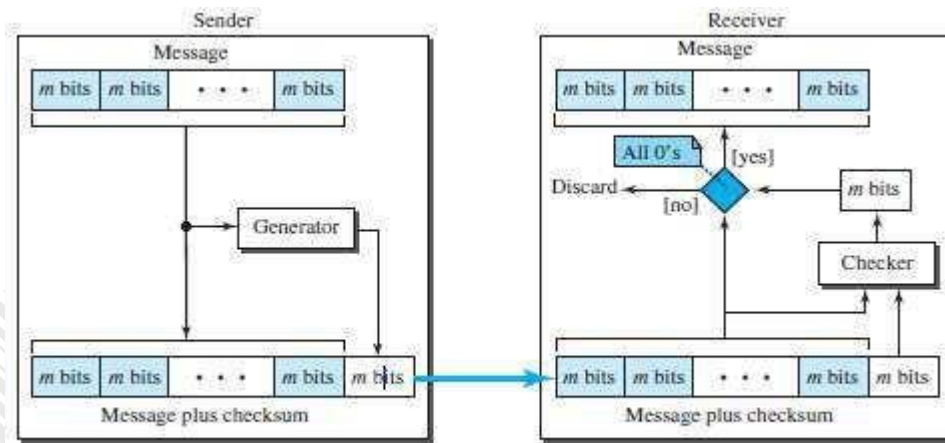 Sender
Message
m bits m bits • • • m bits
Generator
m bits m bits • • • m bits m bits
Message plus checksum
Receiver
Message
m bits m bits • • • m bits
All 0's
[yes]
Discard
[no]
m bits
Checker
m bits m bits • • • m bits m bits
Message plus checksum